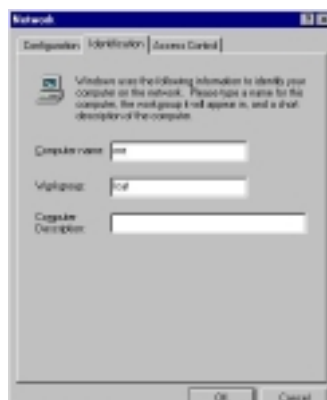 Network
Configuration Identification Access Control
Windows uses the following information to identify your
computer on the network. Please type a name for this
computer, the workgroup it will appear in, and a short
description of the computer.
Computer name:
Workgroup:
Computer
Description:
OK Cancel